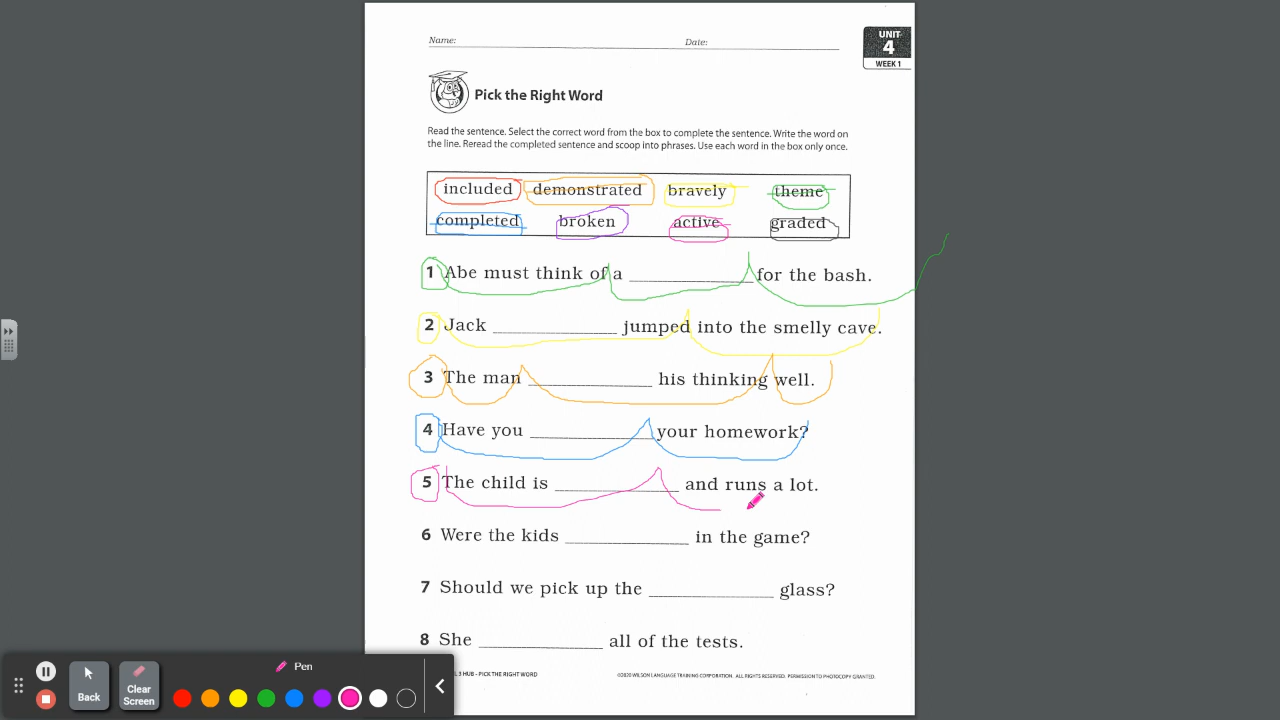 Name: Date:
UNIT
4
WEEK 1
Pick the Right Word
Read the sentence. Select the correct word from the box to complete the sentence. Write the word on
the line. Reread the completed sentence and scoop into phrases. Use each word in the box only once.
included demonstrated bravely theme
completed broken active graded
1 Abe must think of a ____________ for the bash.
2 Jack ____________ jumped into the smelly cave.
3 The man ____________ his thinking well.
4 Have you ____________ your homework?
5 The child is ____________ and runs a lot.
6 Were the kids ____________ in the game?
7 Should we pick up the ____________ glass?
8 She ____________ all of the tests.
3 HUB - PICK THE RIGHT WORD ©2020 WILSON LANGUAGE TRAINING CORPORATION. ALL RIGHTS RESERVED. PERMISSION TO PHOTOCOPY GRANTED.
Pen
Back
Clear
Screen